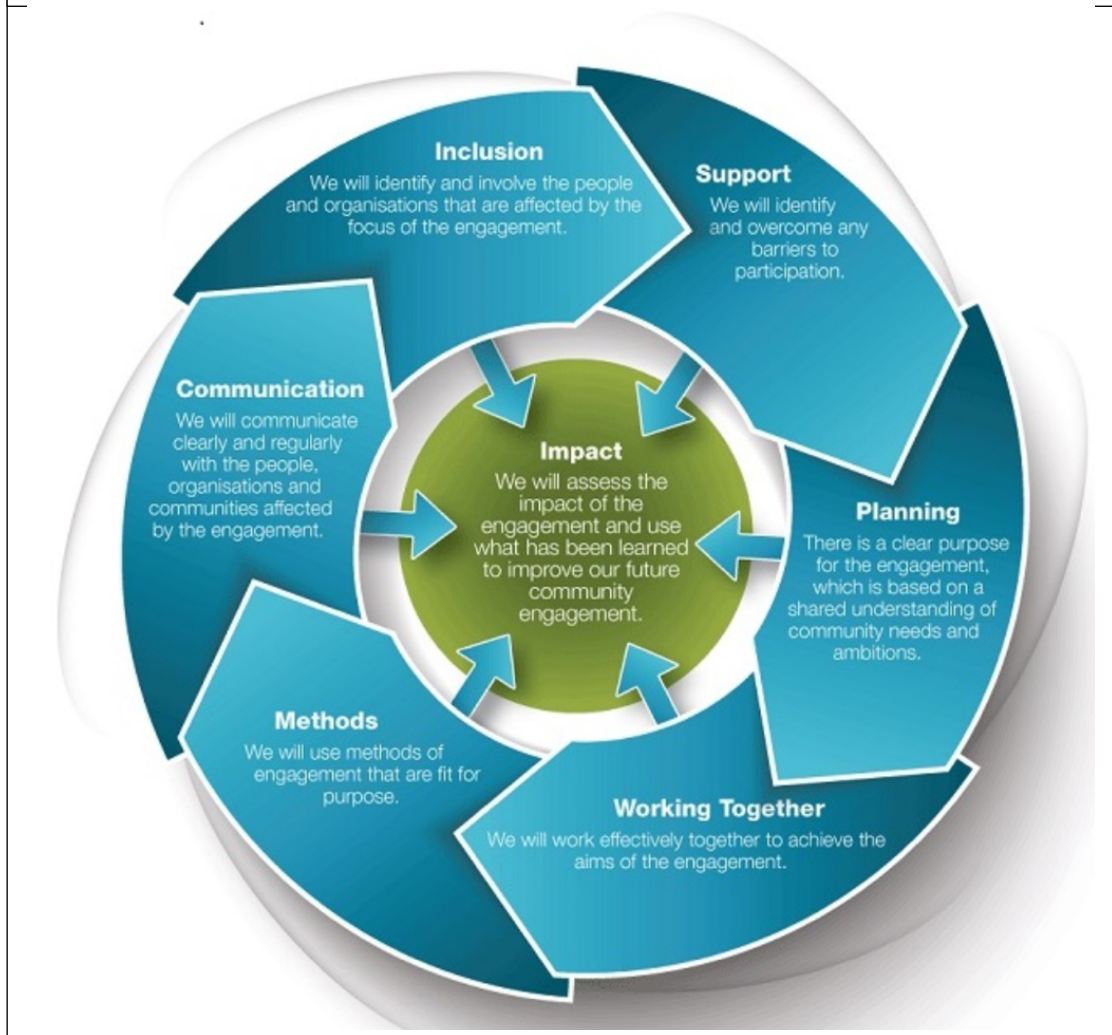 Inclusion
We will identify and involve the people
and organisations that are affected by the
focus of the engagement.
Support
We will identify
and overcome any
barriers to
participation.
Planning
There is a clear purpose
for the engagement,
which is based on a
shared understanding of
community needs and
ambitions.
Working Together
We will work effectively together to achieve the
aims of the engagement.
Methods
We will use methods of
engagement that are fit for
purpose.
Communication
We will communicate
clearly and regularly
with the people,
organisations and
communities affected
by the engagement.
Impact
We will assess the
impact of the
engagement and use
what has been learned
to improve our future
community
engagement.